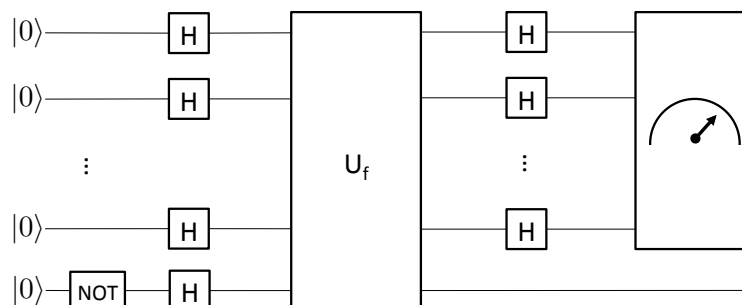 |0⟩ H H
|0⟩ H H
⋮ U_f ⋮
|0⟩ H H
|0⟩ NOT H